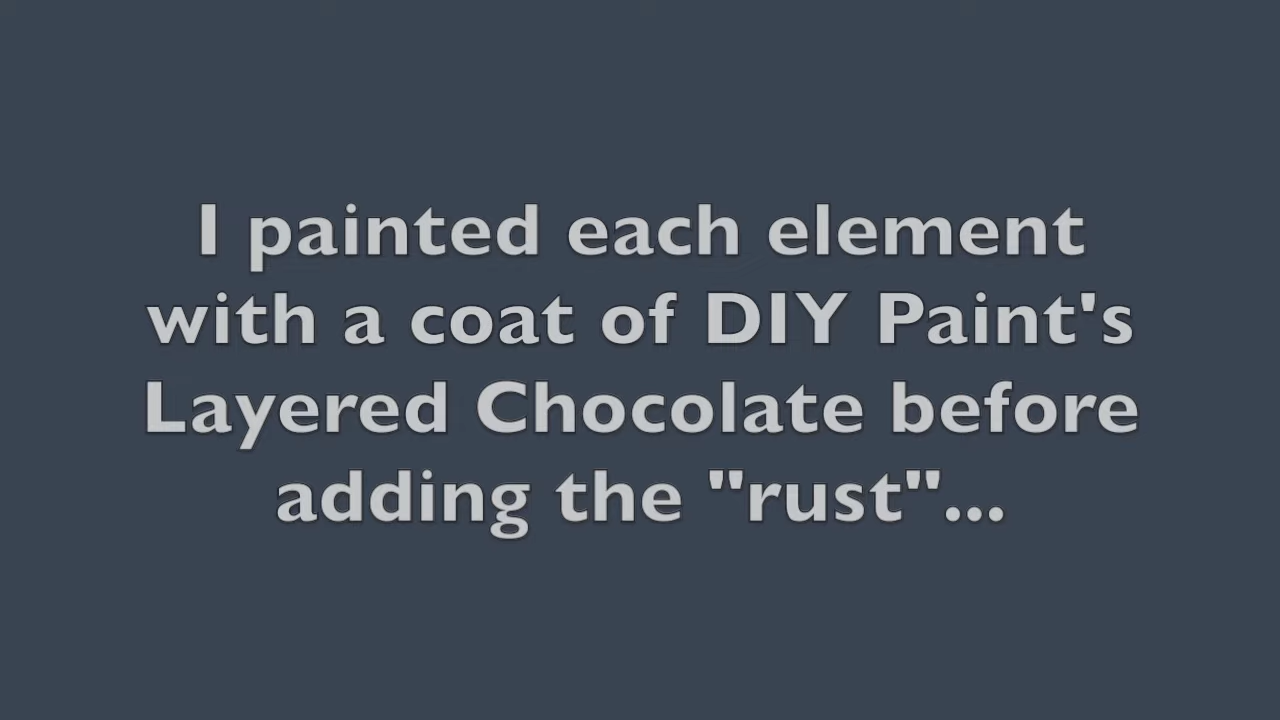 I painted each element
with a coat of DIY Paint's
Layered Chocolate before
adding the "rust"...